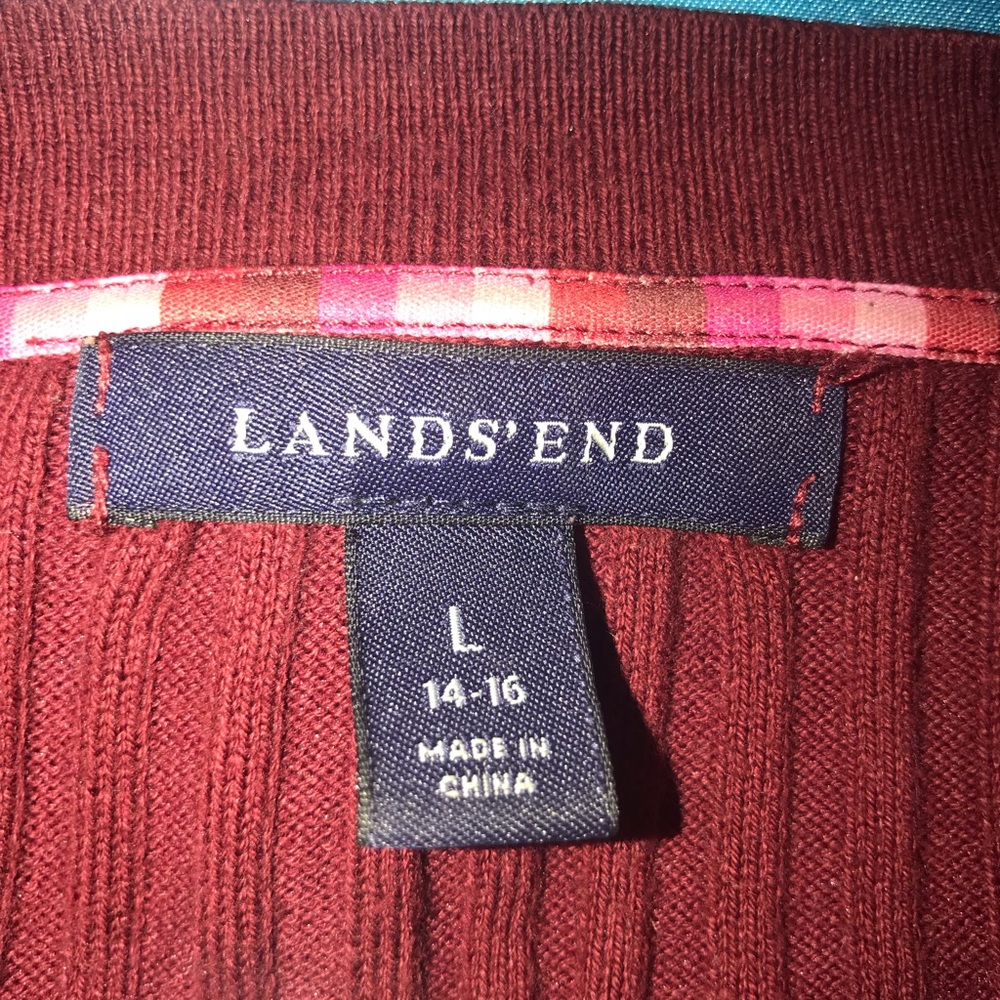 LANDS' END
L
14-16
MADE IN
CHINA